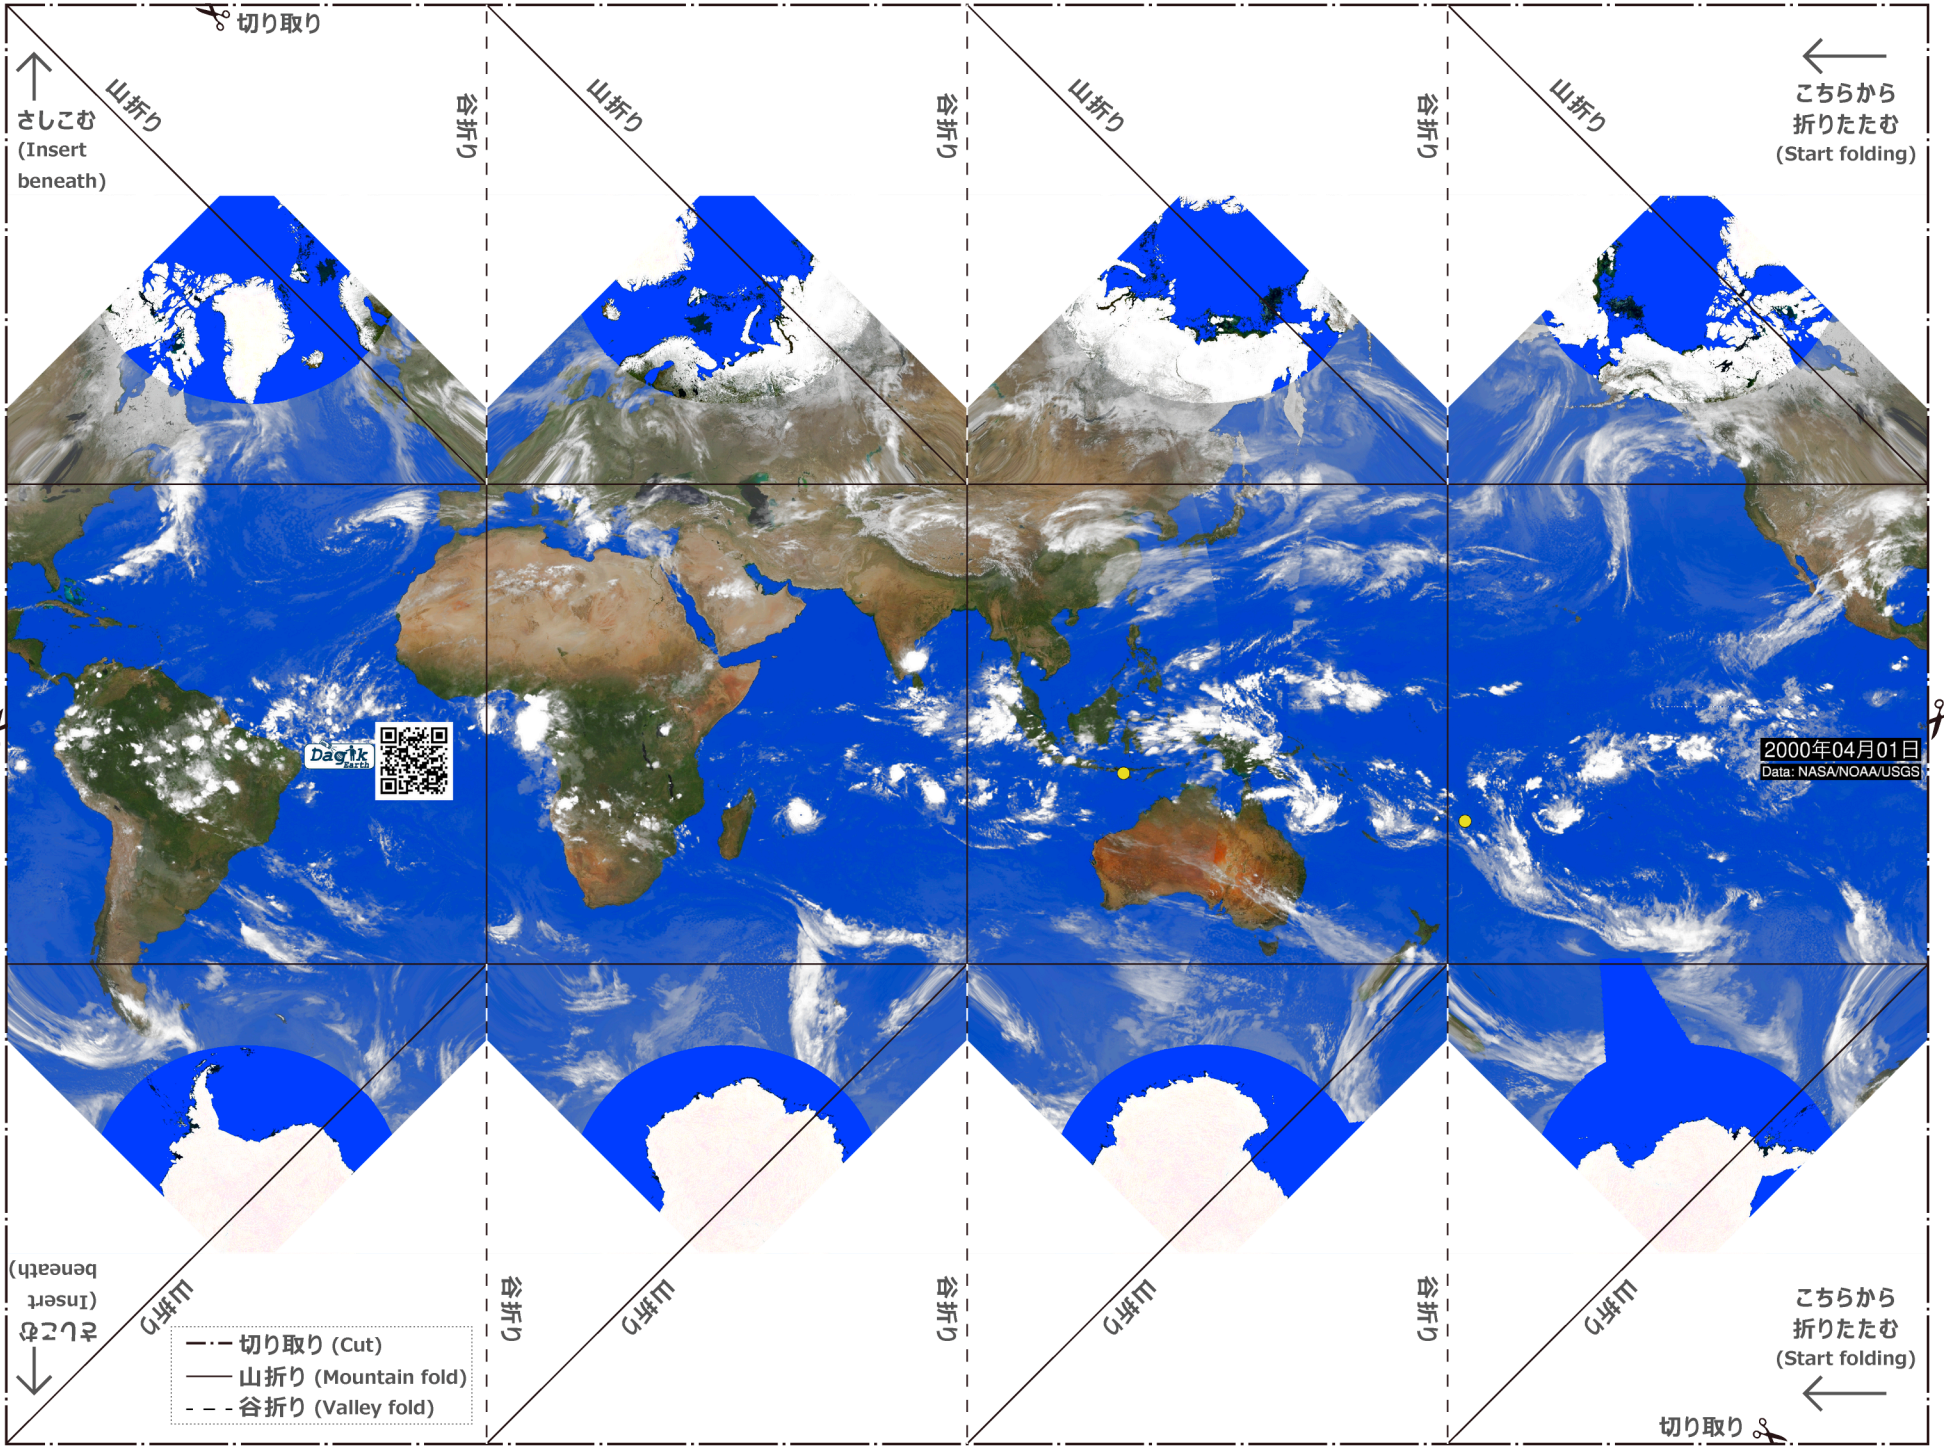 切り取り
山折り
谷折り
山折り
谷折り
山折り
谷折り
山折り
さしこむ
(Insert
beneath)
こちらから
折りたたむ
(Start folding)
Dagik
Earth
2000年04月01日
Data: NASA/NOAA/USGS
さしこむ
(Insert
beneath)
山折り
谷折り
山折り
谷折り
山折り
谷折り
山折り
こちらから
折りたたむ
(Start folding)
切り取り (Cut)
山折り (Mountain fold)
谷折り (Valley fold)
切り取り